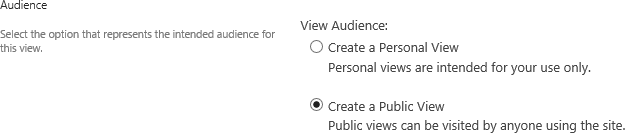 Audience
Select the option that represents the intended audience for
this view.
View Audience:
Create a Personal View
Personal views are intended for your use only.
Create a Public View
Public views can be visited by anyone using the site.